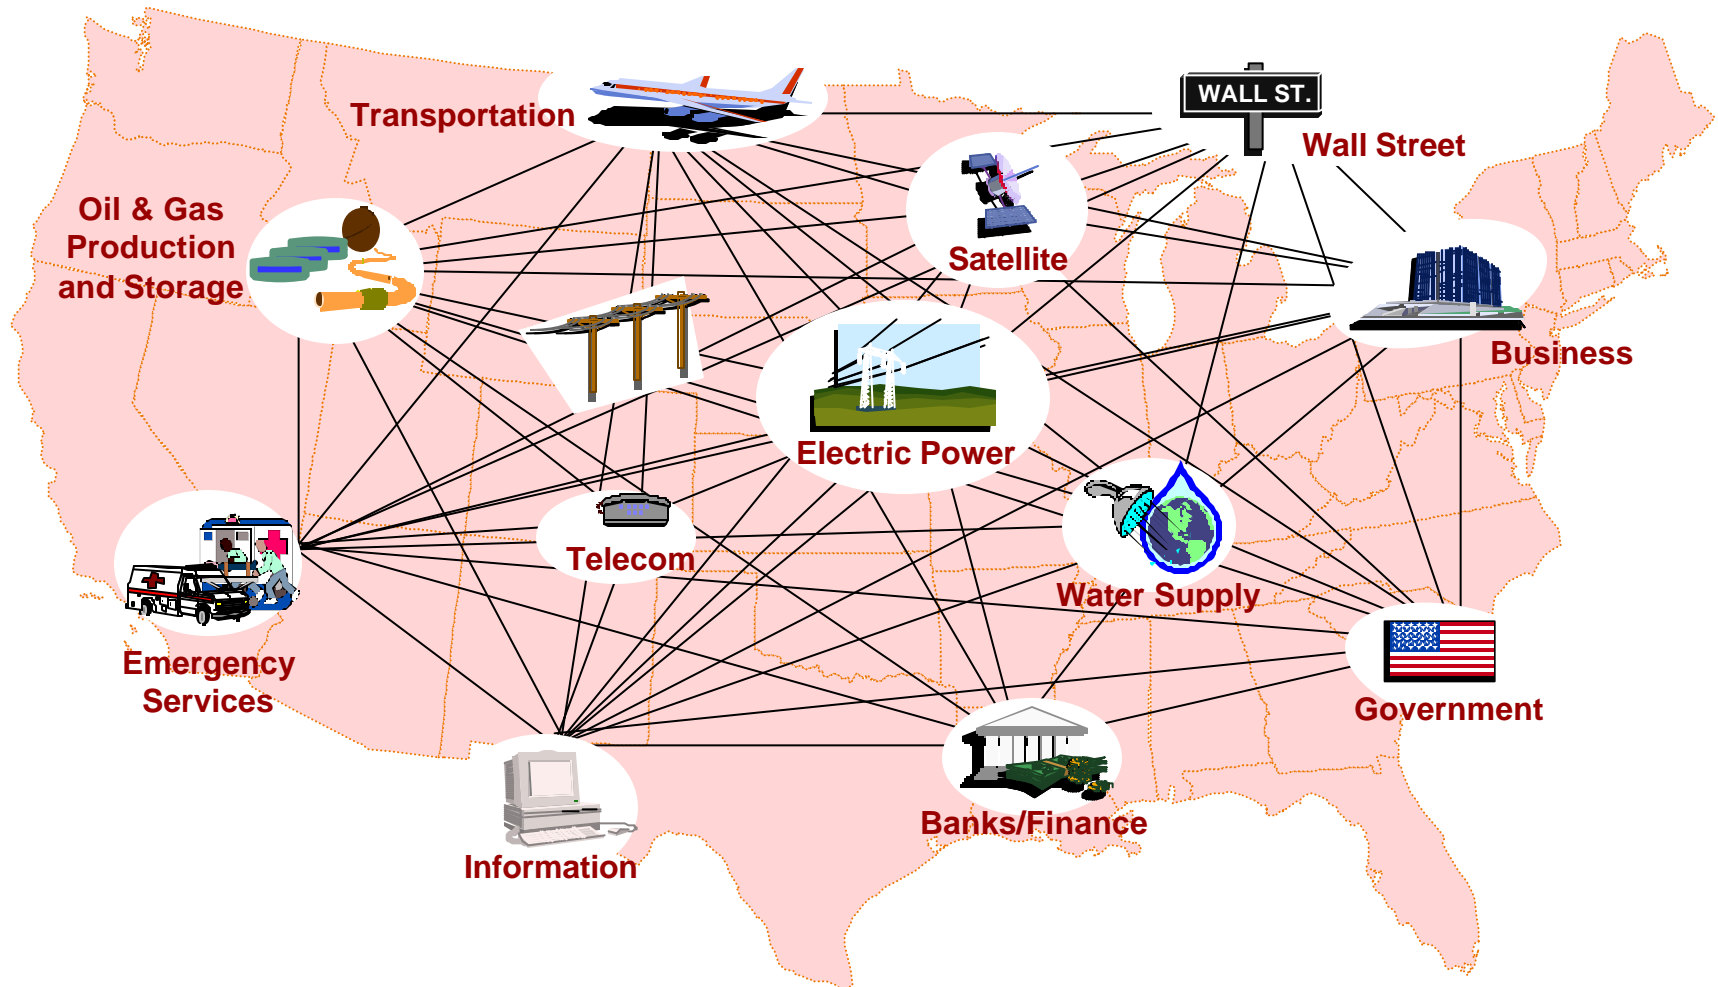 WALL ST.
Transportation
Wall Street
Oil & Gas
Production
and Storage
Satellite
Business
Electric Power
Telecom
Water Supply
Emergency
Services
Government
Banks/Finance
Information